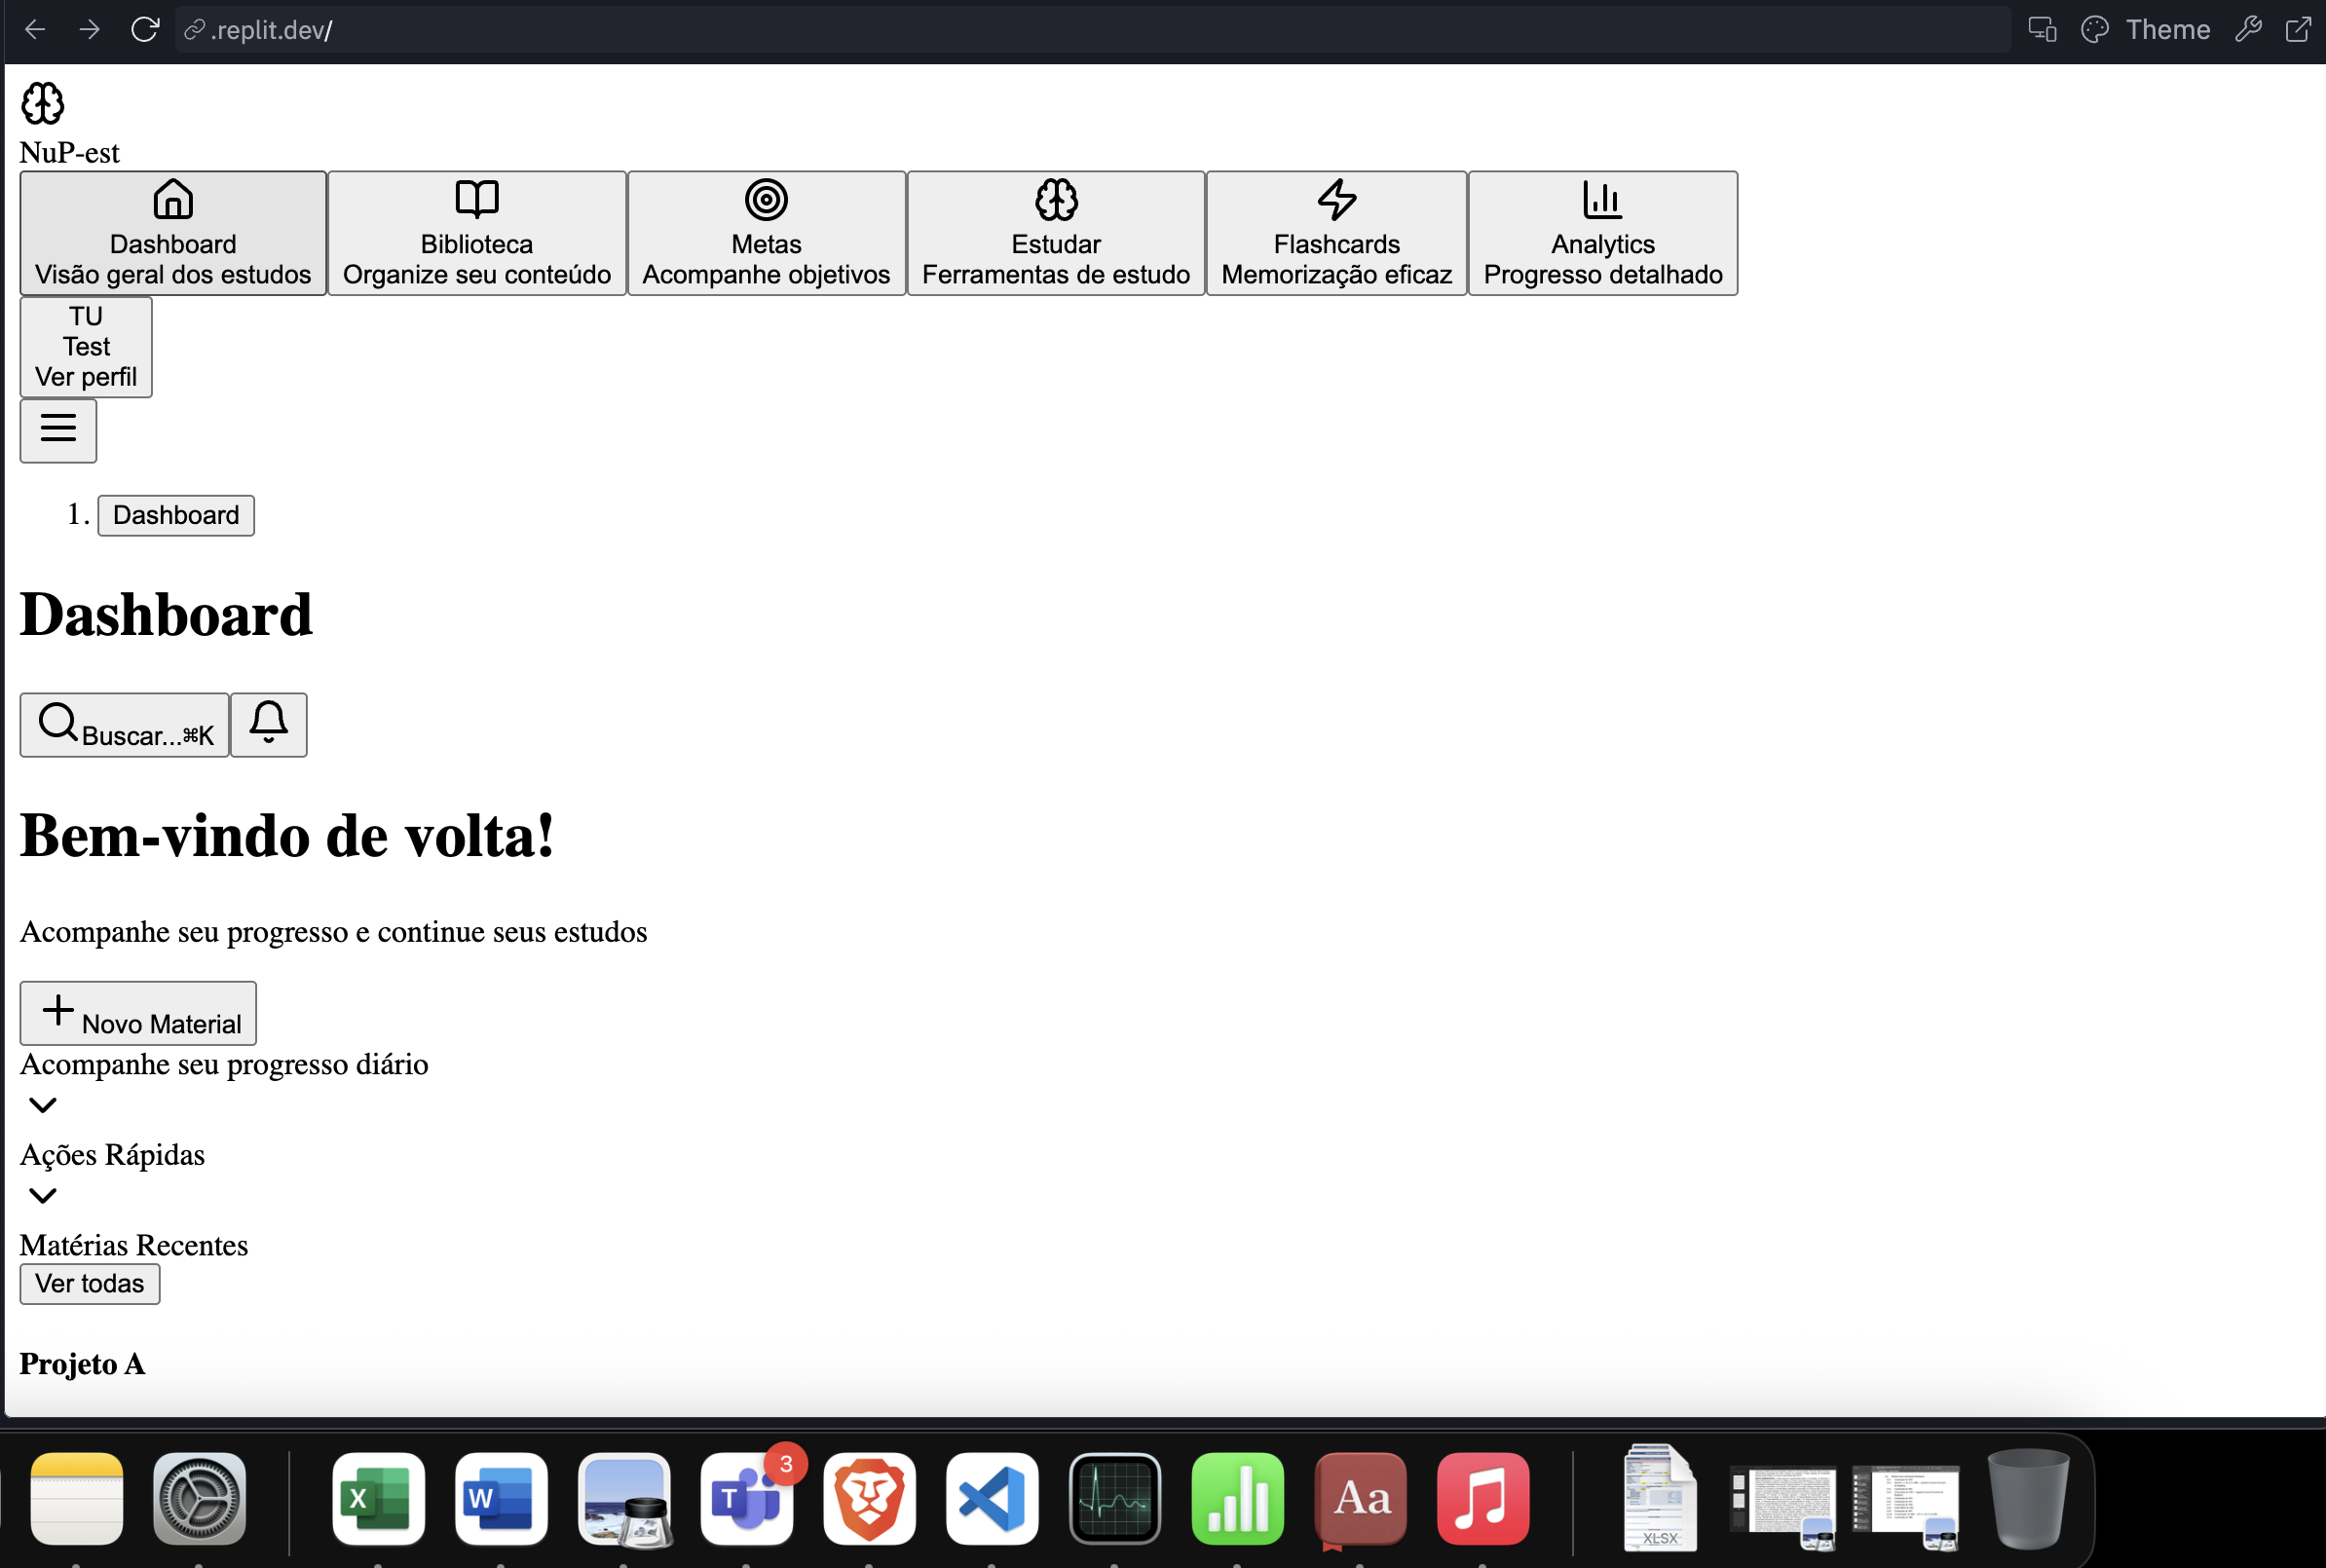 .replit.dev/
Theme
NuP-est
Dashboard
Visão geral dos estudos
Biblioteca
Organize seu conteúdo
Metas
Acompanhe objetivos
Estudar
Ferramentas de estudo
Flashcards
Memorização eficaz
Analytics
Progresso detalhado
TU
Test
Ver perfil
1. Dashboard
Dashboard
Buscar...⌘K
Bem-vindo de volta!
Acompanhe seu progresso e continue seus estudos
Novo Material
Acompanhe seu progresso diário
Ações Rápidas
Matérias Recentes
Ver todas
Projeto A
X
W
T
3
Aa
XLSX